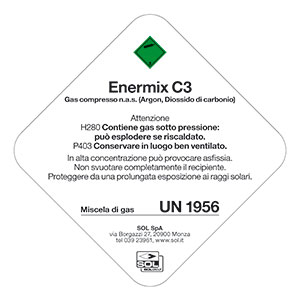 Enermix C3
Gas compresso n.a.s. (Argon, Diossido di carbonio)
Attenzione
H280 Contiene gas sotto pressione:
può esplodere se riscaldato.
P403 Conservare in luogo ben ventilato.
In alta concentrazione può provocare asfissia.
Non svuotare completamente il recipiente.
Proteggere da una prolungata esposizione ai raggi solari.
Miscela di gas UN 1956
SOL SpA
via Borgazzi 27, 20900 Monza
tel 039 23961, www.sol.it
SOL